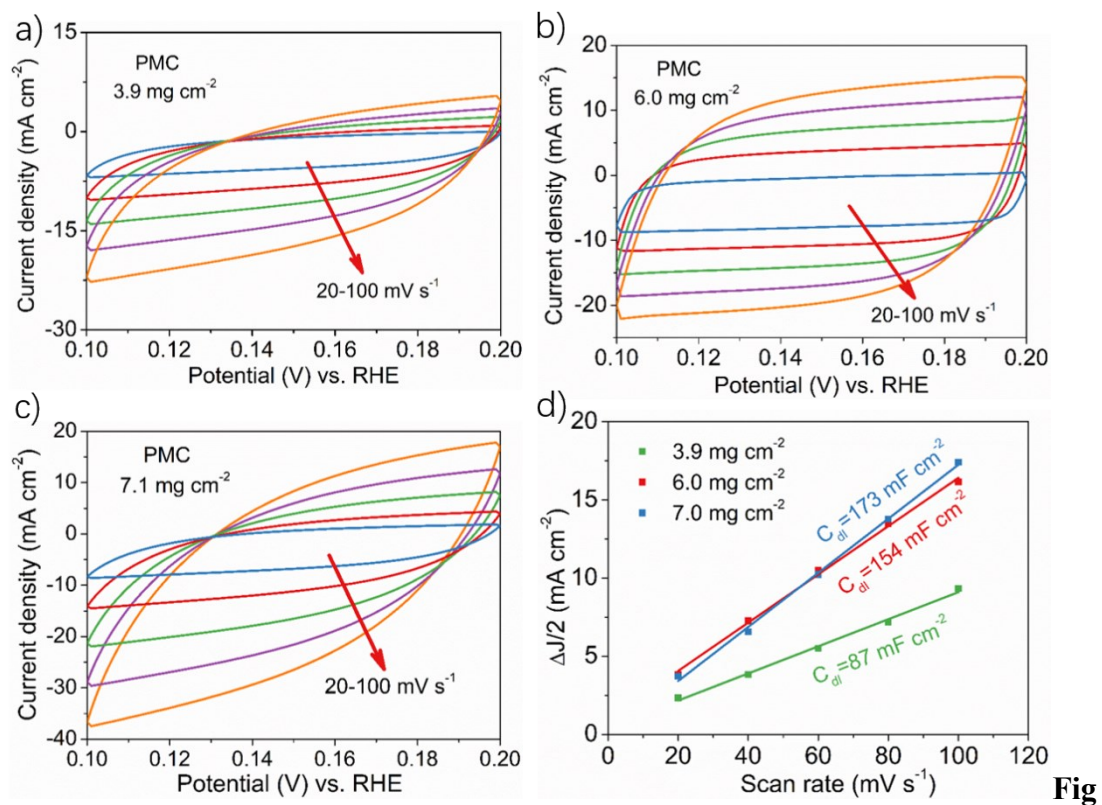 a)
15
0
-15
-30
Current density (mA cm⁻²)
PMC
3.9 mg cm⁻²
20-100 mV s⁻¹
0.10 0.12 0.14 0.16 0.18 0.20
Potential (V) vs. RHE
b)
20
10
0
-10
-20
Current density (mA cm⁻²)
PMC
6.0 mg cm⁻²
20-100 mV s⁻¹
0.10 0.12 0.14 0.16 0.18 0.20
Potential (V) vs. RHE
c)
20
10
0
-10
-20
-30
-40
Current density (mA cm⁻²)
PMC
7.1 mg cm⁻²
20-100 mV s⁻¹
0.10 0.12 0.14 0.16 0.18 0.20
Potential (V) vs. RHE
d)
20
15
10
5
0
ΔJ/2 (mA cm⁻²)
3.9 mg cm⁻²
6.0 mg cm⁻²
7.0 mg cm⁻²
C_dl=173 mF cm⁻²
C_dl=154 mF cm⁻²
C_dl=87 mF cm⁻²
0 20 40 60 80 100 120
Scan rate (mV s⁻¹)
Fig